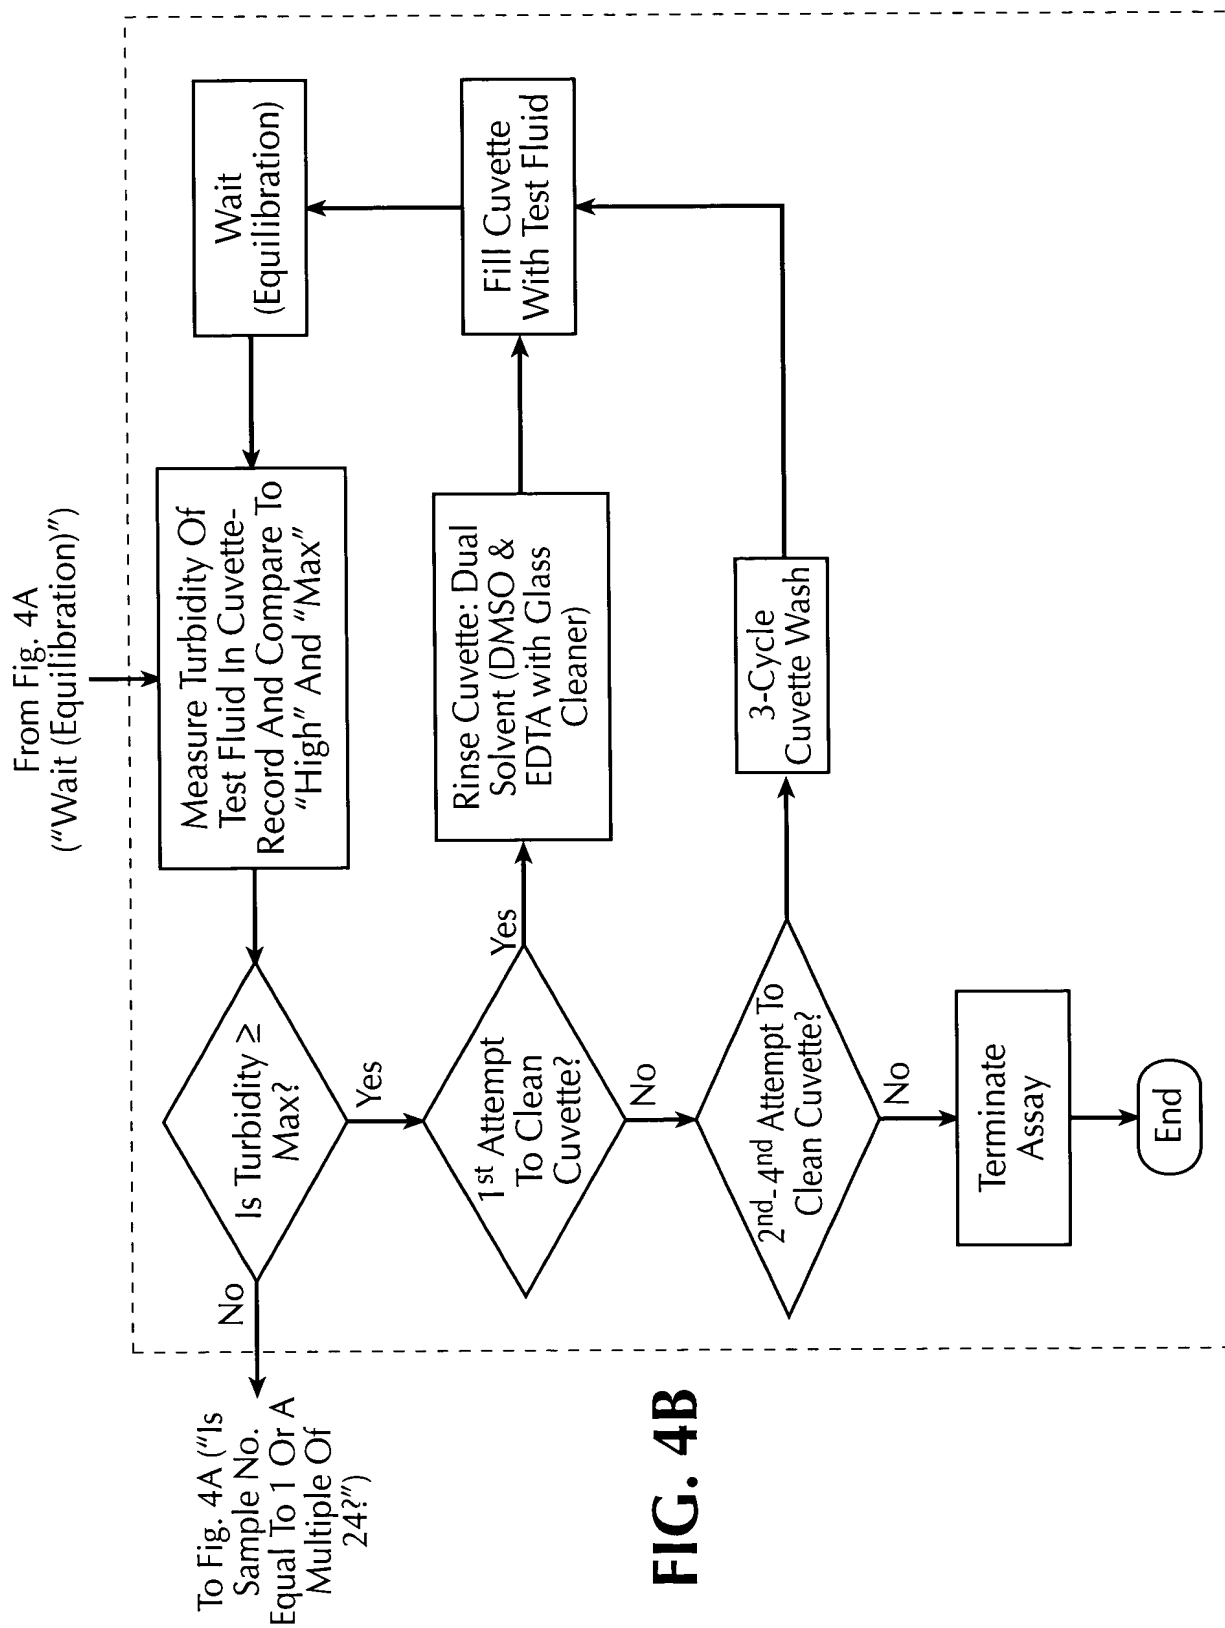 From Fig. 4A
("Wait (Equilibration)")
Measure Turbidity Of
Test Fluid In Cuvette-
Record And Compare To
"High" And "Max"
Wait
(Equilibration)
Is Turbidity ≥
Max?
No
To Fig. 4A ("Is
Sample No.
Equal To 1 Or A
Multiple Of
24?")
Yes
1st Attempt
To Clean
Cuvette?
Yes
Rinse Cuvette: Dual
Solvent (DMSO &
EDTA with Glass
Cleaner)
Fill Cuvette
With Test Fluid
No
2nd-4nd Attempt To
Clean Cuvette?
3-Cycle
Cuvette Wash
No
Terminate
Assay
End
FIG. 4B